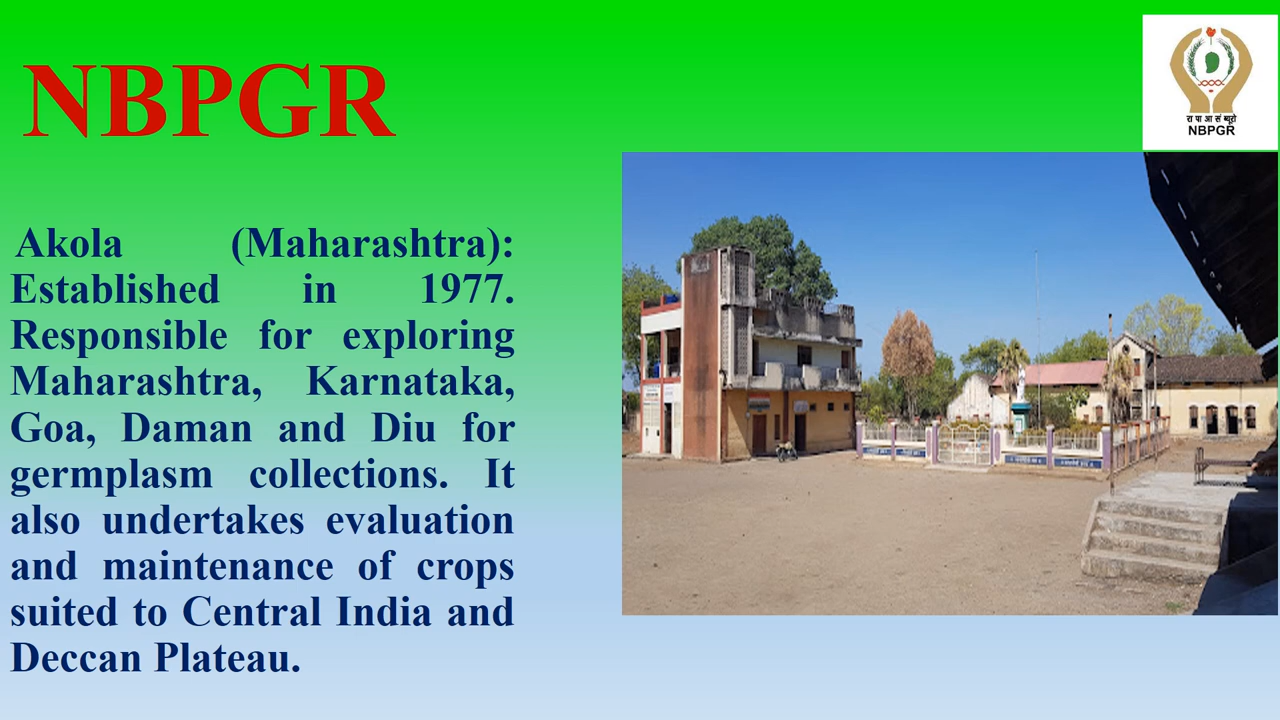 NBPGR
रा पा आ सं ब्यूरो
NBPGR
Akola (Maharashtra):
Established in 1977.
Responsible for exploring
Maharashtra, Karnataka,
Goa, Daman and Diu for
germplasm collections. It
also undertakes evaluation
and maintenance of crops
suited to Central India and
Deccan Plateau.